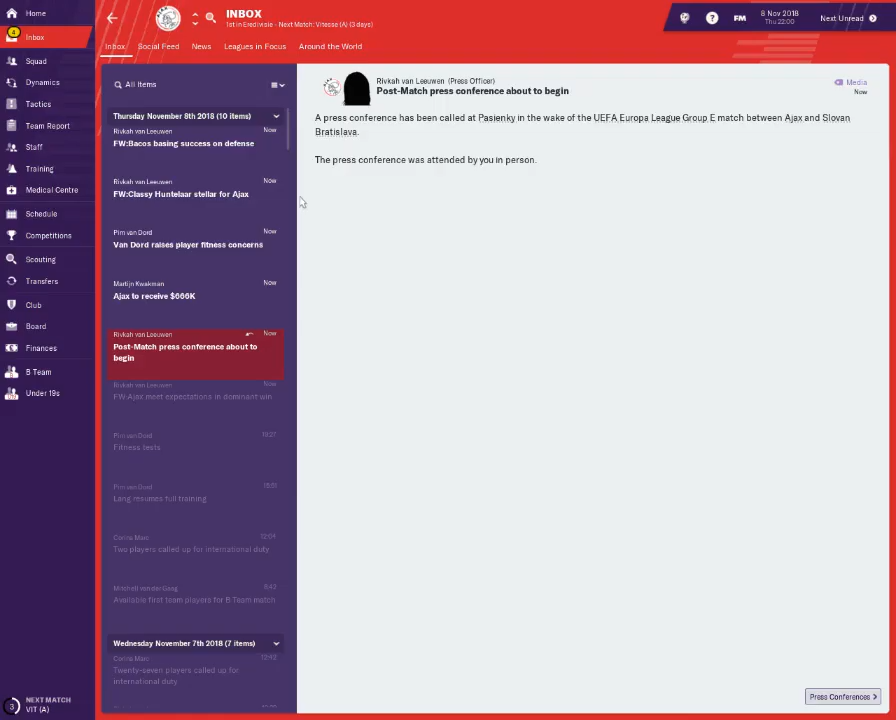 Home
4
Inbox
Squad
Dynamics
Tactics
Team Report
Staff
Training
Medical Centre
Schedule
Competitions
Scouting
Transfers
Club
Board
Finances
B Team
Under 19s
3
NEXT MATCH
VIT (A)
INBOX
1st in Eredivisie - Next Match: Vitesse (A) (3 days)
FM
8 Nov 2018
Thu 22:00
Next Unread
Inbox
Social Feed
News
Leagues in Focus
Around the World
All Items
Thursday November 8th 2018 (10 items)
Rivkah van Leeuwen
Now
FW:Bacos basing success on defense
Rivkah van Leeuwen
Now
FW:Classy Huntelaar stellar for Ajax
Pim van Dord
Now
Van Dord raises player fitness concerns
Martijn Kwakman
Now
Ajax to receive $666K
Rivkah van Leeuwen
Now
Post-Match press conference about to
begin
Rivkah van Leeuwen
Now
FW:Ajax meet expectations in dominant win
Pim van Dord
Fitness tests
Pim van Dord
Lang resumes full training
Two players called up for international duty
Mitchell van der Gaag
Available first team players for B Team match
Wednesday November 7th 2018 (7 items)
Twenty-seven players called up for
international duty
Rivkah van Leeuwen (Press Officer)
Post-Match press conference about to begin
Media
Now
A press conference has been called at Pasienky in the wake of the UEFA Europa League Group E match between Ajax and Slovan
Bratislava.
The press conference was attended by you in person.
Press Conferences >